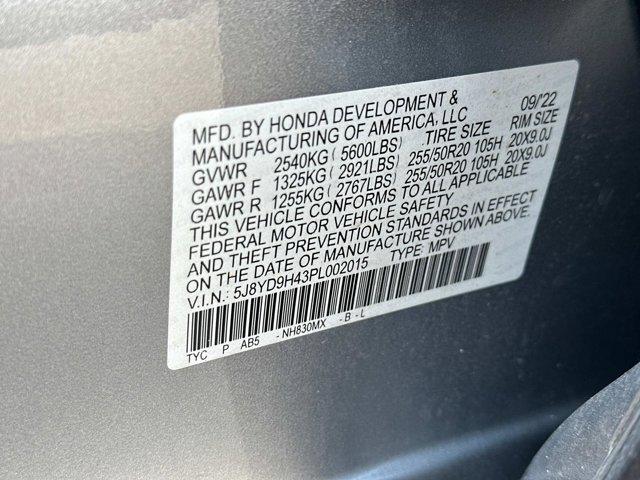 MFD. BY HONDA DEVELOPMENT & 09/'22
MANUFACTURING OF AMERICA, LLC RIM SIZE
GVWR 2540KG ( 5600LBS) .TIRE SIZE 20X9.0J
GAWR F 1325KG ( 2921LBS) 255/50R20 105H 20X9.0J
GAWR R 1255KG ( 2767LBS) 255/50R20 105H
THIS VEHICLE CONFORMS TO ALL APPLICABLE
FEDERAL MOTOR VEHICLE SAFETY
AND THEFT PREVENTION STANDARDS IN EFFECT
ON THE DATE OF MANUFACTURE SHOWN ABOVE.
V.I.N.: 5J8YD9H43PL002015 TYPE: MPV
TYC P AB5 -NH830MX -B-L